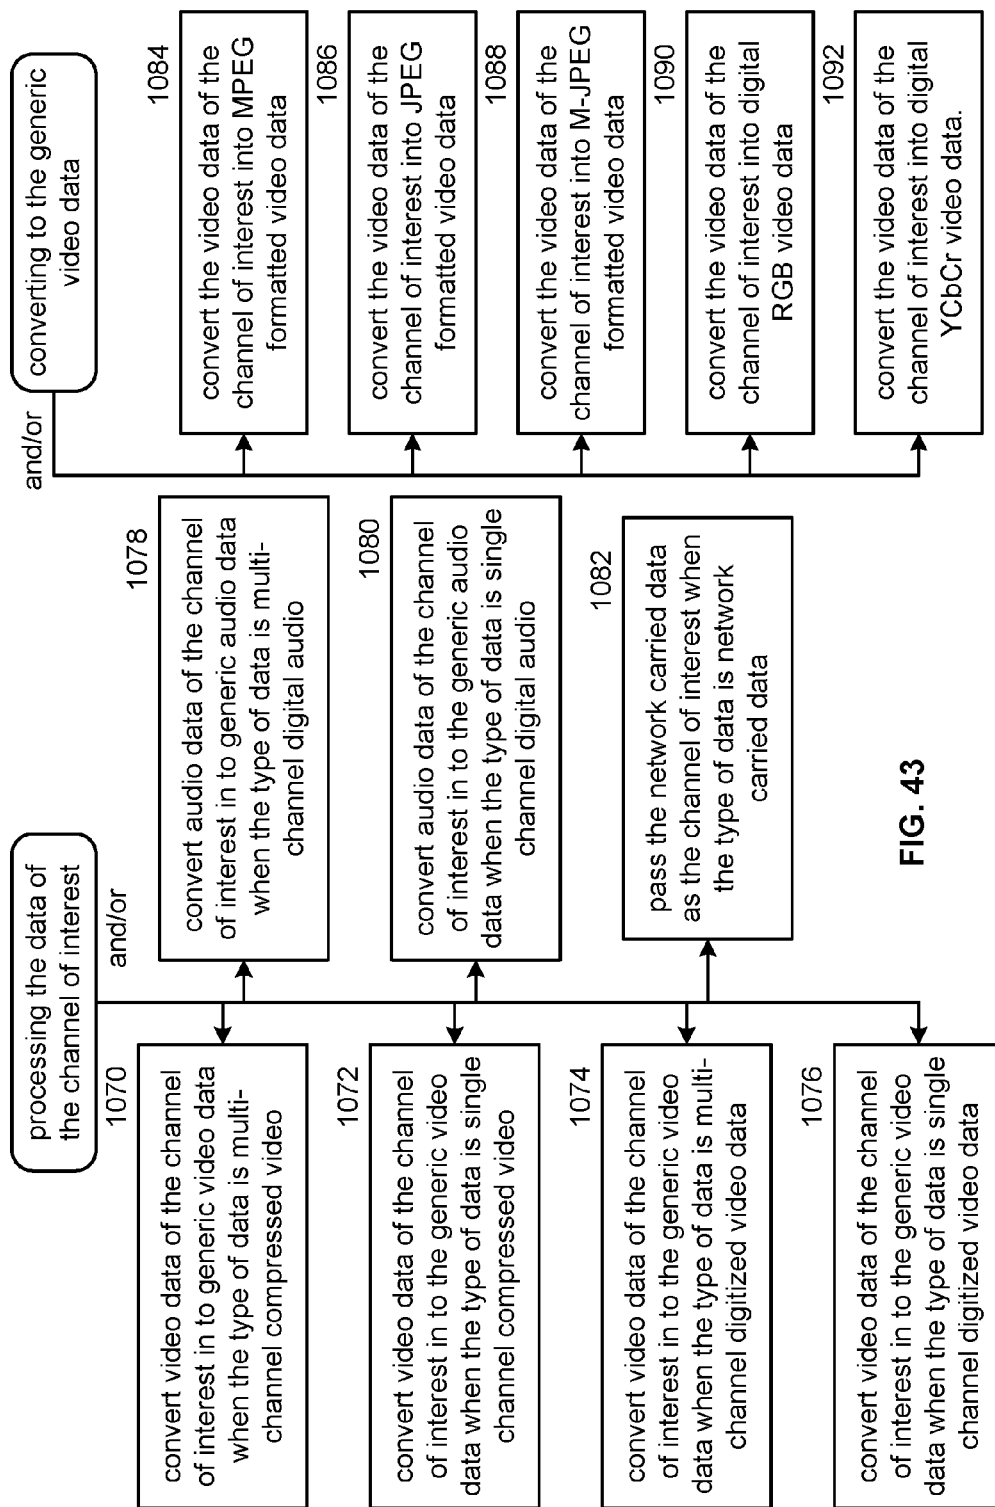 processing the data of
the channel of interest
and/or
1070
convert video data of the channel
of interest in to generic video data
when the type of data is multi-
channel compressed video
1072
convert video data of the channel
of interest in to the generic video
data when the type of data is single
channel compressed video
1074
convert video data of the channel
of interest in to the generic video
data when the type of data is multi-
channel digitized video data
1076
convert video data of the channel
of interest in to the generic video
data when the type of data is single
channel digitized video data
1078
convert audio data of the channel
of interest in to generic audio data
when the type of data is multi-
channel digital audio
1080
convert audio data of the channel
of interest in to the generic audio
data when the type of data is single
channel digital audio
1082
pass the network carried data
as the channel of interest when
the type of data is network
carried data
converting to the generic
video data
and/or
1084
convert the video data of the
channel of interest into MPEG
formatted video data
1086
convert the video data of the
channel of interest into JPEG
formatted video data
1088
convert the video data of the
channel of interest into M-JPEG
formatted video data
1090
convert the video data of the
channel of interest into digital
RGB video data
1092
convert the video data of the
channel of interest into digital
YCbCr video data.
FIG. 43